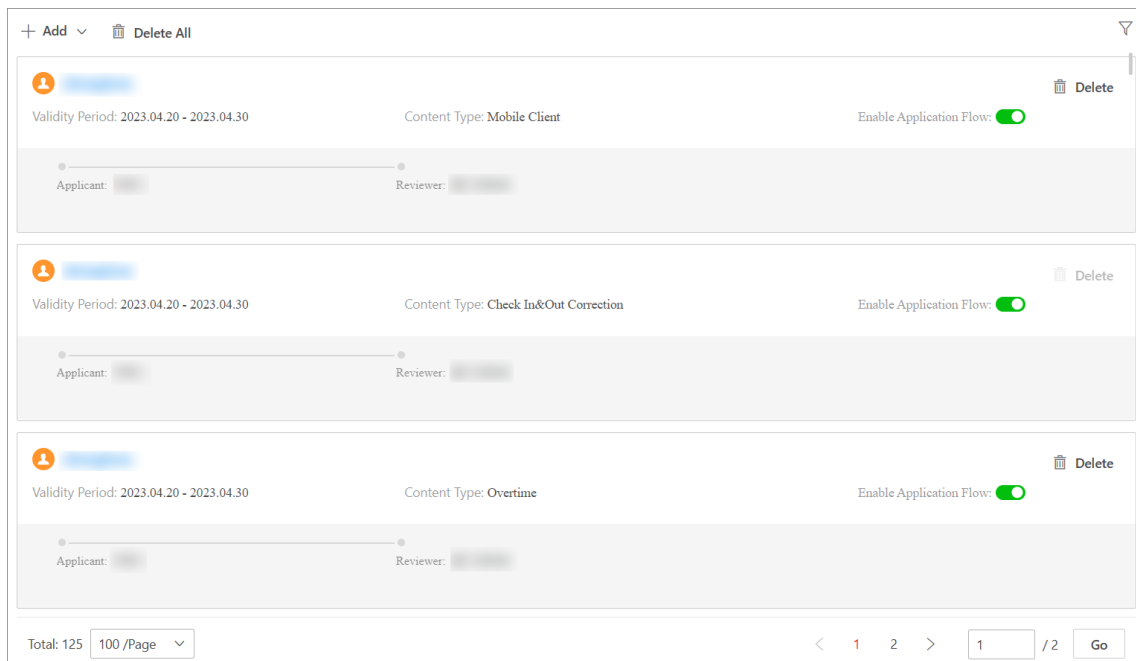 Add Delete All
Delete
Validity Period: 2023.04.20 - 2023.04.30 Content Type: Mobile Client Enable Application Flow:
Applicant: Reviewer:
Delete
Validity Period: 2023.04.20 - 2023.04.30 Content Type: Check In&Out Correction Enable Application Flow:
Applicant: Reviewer:
Delete
Validity Period: 2023.04.20 - 2023.04.30 Content Type: Overtime Enable Application Flow:
Applicant: Reviewer:
Total: 125 100 /Page < 1 2 > 1 / 2 Go